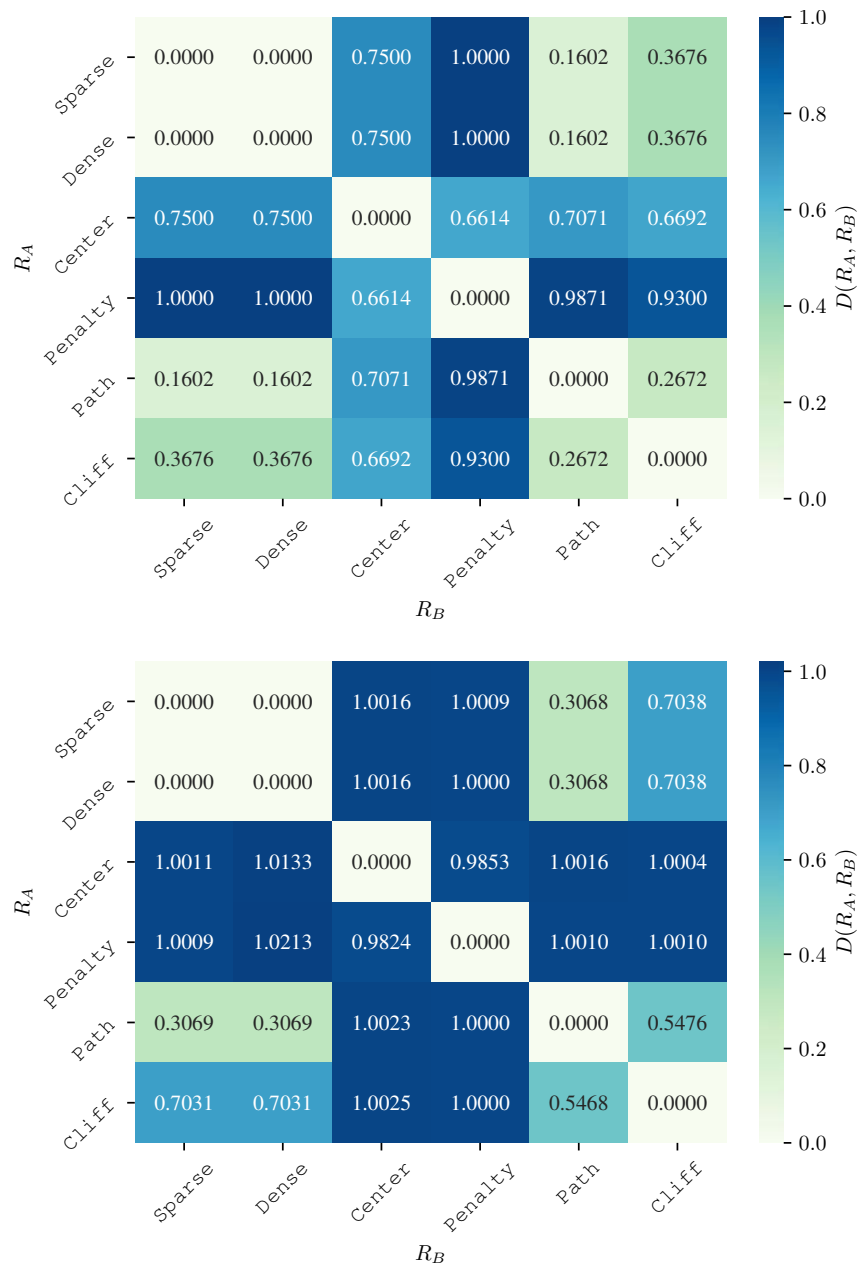 Sparse 0.0000 0.0000 0.7500 1.0000 0.1602 0.3676
Dense 0.0000 0.0000 0.7500 1.0000 0.1602 0.3676
Center 0.7500 0.7500 0.0000 0.6614 0.7071 0.6692
Penalty 1.0000 1.0000 0.6614 0.0000 0.9871 0.9300
Path 0.1602 0.1602 0.7071 0.9871 0.0000 0.2672
Cliff 0.3676 0.3676 0.6692 0.9300 0.2672 0.0000
R_A
Sparse Dense Center Penalty Path Cliff
R_B
1.0
0.8
0.6
0.4
0.2
0.0
D(R_A, R_B)
Sparse 0.0000 0.0000 1.0016 1.0009 0.3068 0.7038
Dense 0.0000 0.0000 1.0016 1.0000 0.3068 0.7038
Center 1.0011 1.0133 0.0000 0.9853 1.0016 1.0004
Penalty 1.0009 1.0213 0.9824 0.0000 1.0010 1.0010
Path 0.3069 0.3069 1.0023 1.0000 0.0000 0.5476
Cliff 0.7031 0.7031 1.0025 1.0000 0.5468 0.0000
R_A
Sparse Dense Center Penalty Path Cliff
R_B
1.0
0.8
0.6
0.4
0.2
0.0
D(R_A, R_B)